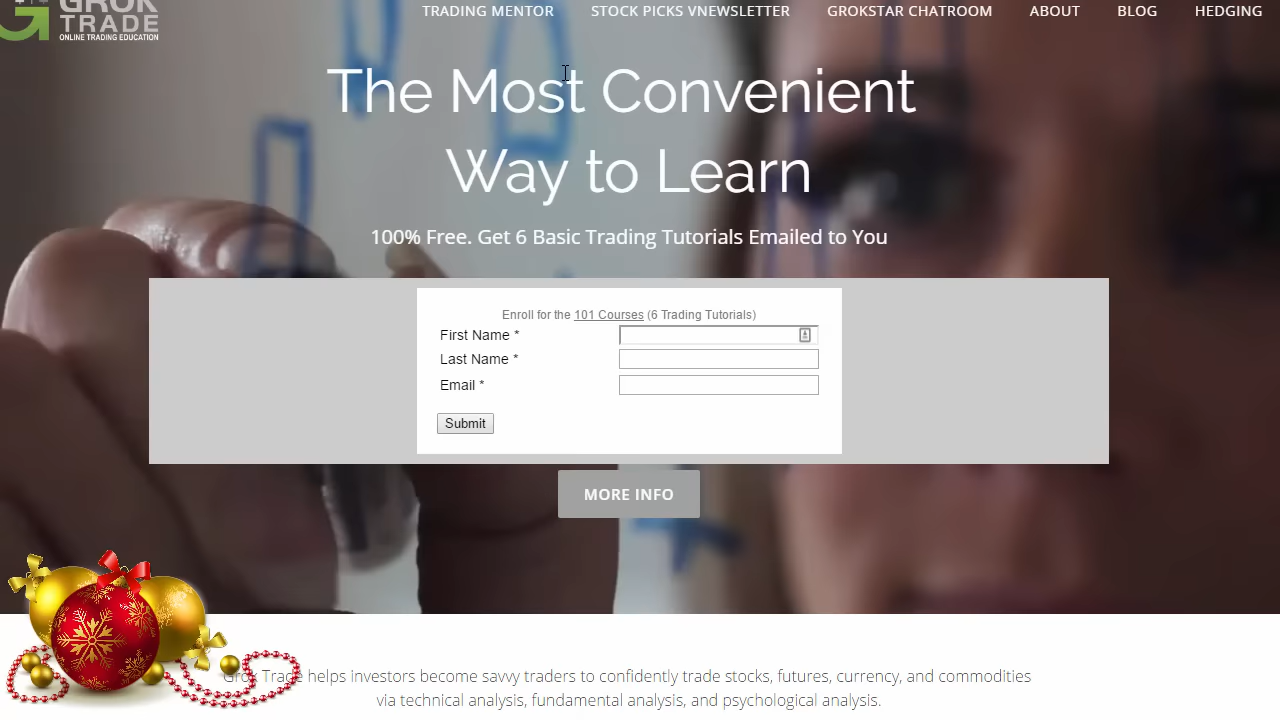 GROK
TRADE
ONLINE TRADING EDUCATION
TRADING MENTOR STOCK PICKS VNEWSLETTER GROKSTAR CHATROOM ABOUT BLOG HEDGING
The Most Convenient
Way to Learn
100% Free. Get 6 Basic Trading Tutorials Emailed to You
Enroll for the 101 Courses (6 Trading Tutorials)
First Name *
Last Name *
Email *
Submit
MORE INFO
Grok Trade helps investors become savvy traders to confidently trade stocks, futures, currency, and commodities
via technical analysis, fundamental analysis, and psychological analysis.